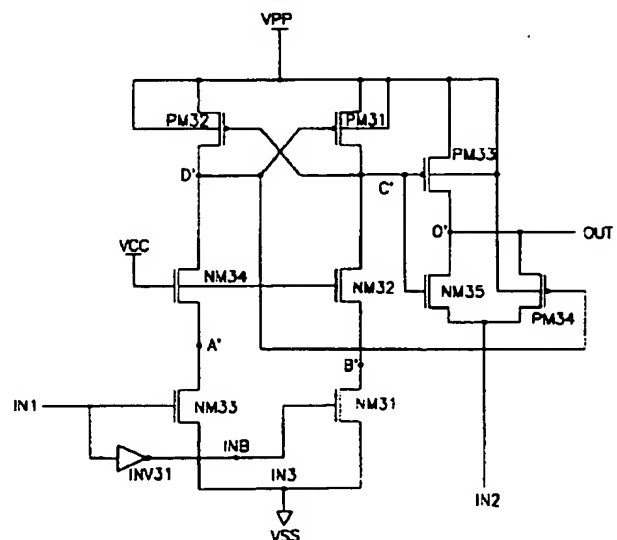 VPP
PM32
PM31
PM33
D'
C'
VCC
O'
OUT
NM34
NM32
NM35
PM34
A'
B'
IN1
NM33
NM31
INB
INV31
IN3
IN2
VSS